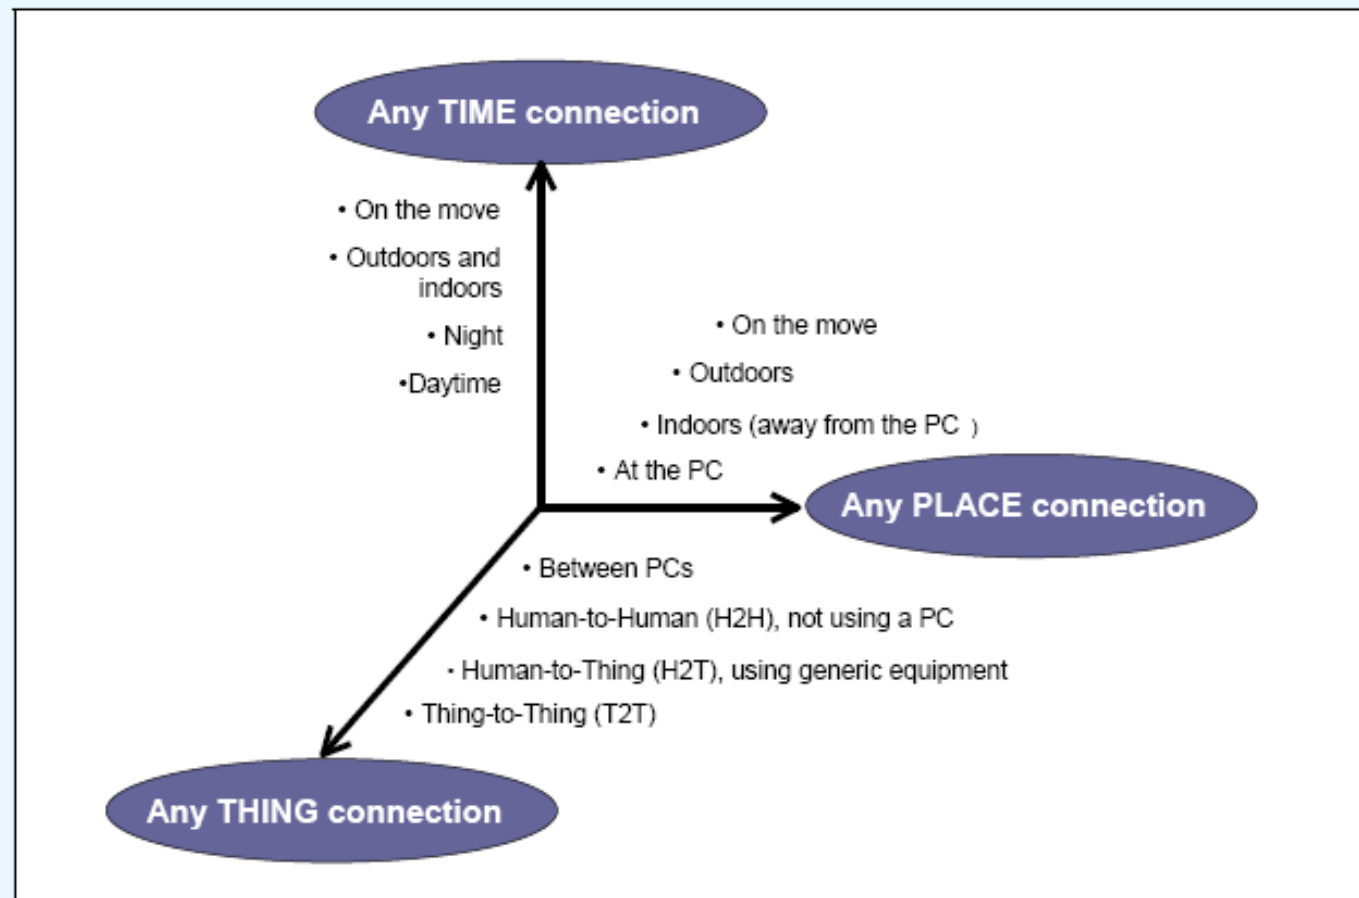 Any TIME connection
• On the move
• Outdoors and
indoors
• Night
•Daytime
• On the move
• Outdoors
• Indoors (away from the PC )
• At the PC
Any PLACE connection
• Between PCs
• Human-to-Human (H2H), not using a PC
• Human-to-Thing (H2T), using generic equipment
• Thing-to-Thing (T2T)
Any THING connection